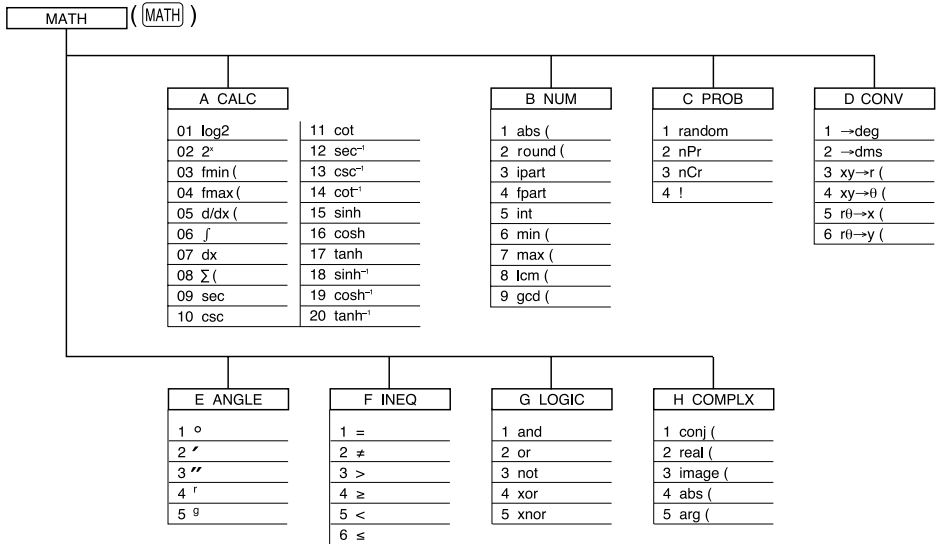 MATH ( MATH )
A CALC
01 log2
02 2ˣ
03 fmin (
04 fmax (
05 d/dx (
06 ∫
07 dx
08 ∑ (
09 sec
10 csc
11 cot
12 sec⁻¹
13 csc⁻¹
14 cot⁻¹
15 sinh
16 cosh
17 tanh
18 sinh⁻¹
19 cosh⁻¹
20 tanh⁻¹
B NUM
1 abs (
2 round (
3 ipart
4 fpart
5 int
6 min (
7 max (
8 lcm (
9 gcd (
C PROB
1 random
2 nPr
3 nCr
4 !
D CONV
1 →deg
2 →dms
3 xy→r (
4 xy→θ (
5 rθ→x (
6 rθ→y (
E ANGLE
1 °
2 ′
3 ″
4 ʳ
5 ᵍ
F INEQ
1 =
2 ≠
3 >
4 ≥
5 <
6 ≤
G LOGIC
1 and
2 or
3 not
4 xor
5 xnor
H COMPLX
1 conj (
2 real (
3 image (
4 abs (
5 arg (